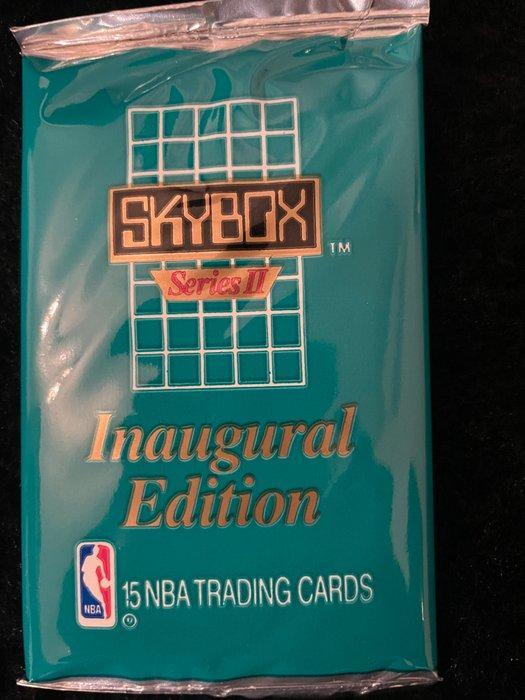 SKYBOX
TM
Series II
Inaugural
Edition
NBA
15 NBA TRADING CARDS